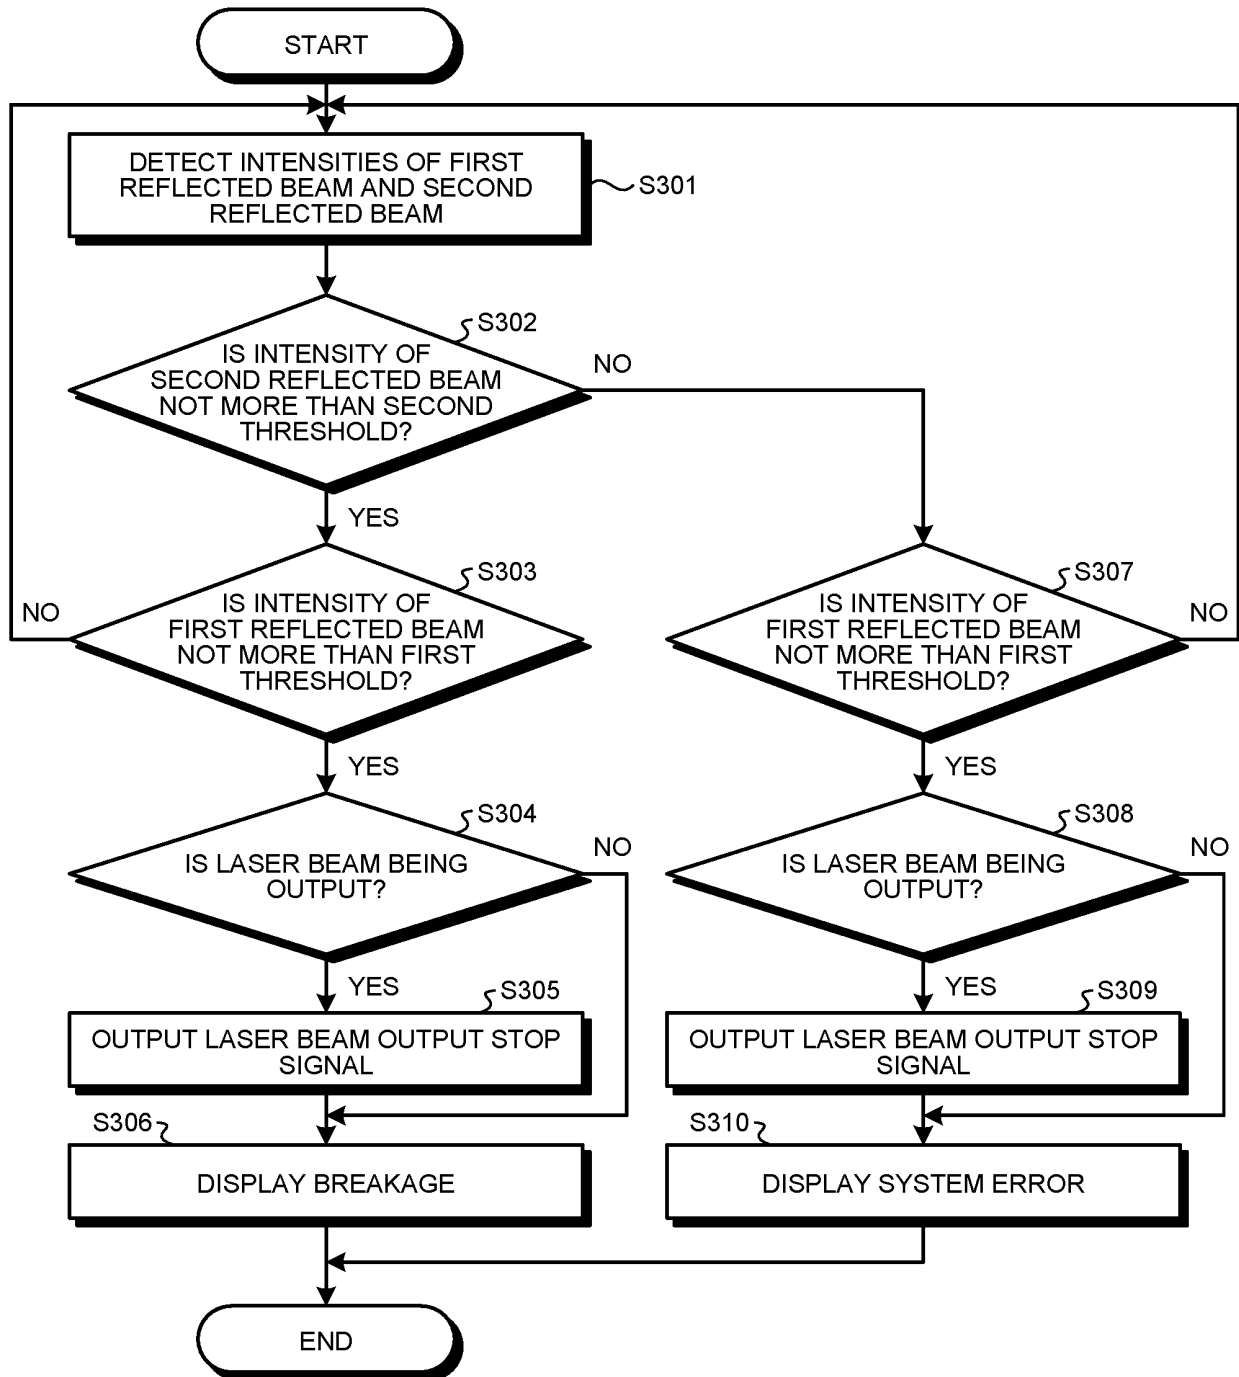 START
DETECT INTENSITIES OF FIRST
REFLECTED BEAM AND SECOND
REFLECTED BEAM
S301
S302
IS INTENSITY OF
SECOND REFLECTED BEAM
NOT MORE THAN SECOND
THRESHOLD?
NO
YES
S303
IS INTENSITY OF
FIRST REFLECTED BEAM
NOT MORE THAN FIRST
THRESHOLD?
NO
YES
S307
IS INTENSITY OF
FIRST REFLECTED BEAM
NOT MORE THAN FIRST
THRESHOLD?
NO
YES
S304
IS LASER BEAM BEING
OUTPUT?
NO
YES
S308
IS LASER BEAM BEING
OUTPUT?
NO
YES
S305
OUTPUT LASER BEAM OUTPUT STOP
SIGNAL
S309
OUTPUT LASER BEAM OUTPUT STOP
SIGNAL
S306
DISPLAY BREAKAGE
S310
DISPLAY SYSTEM ERROR
END